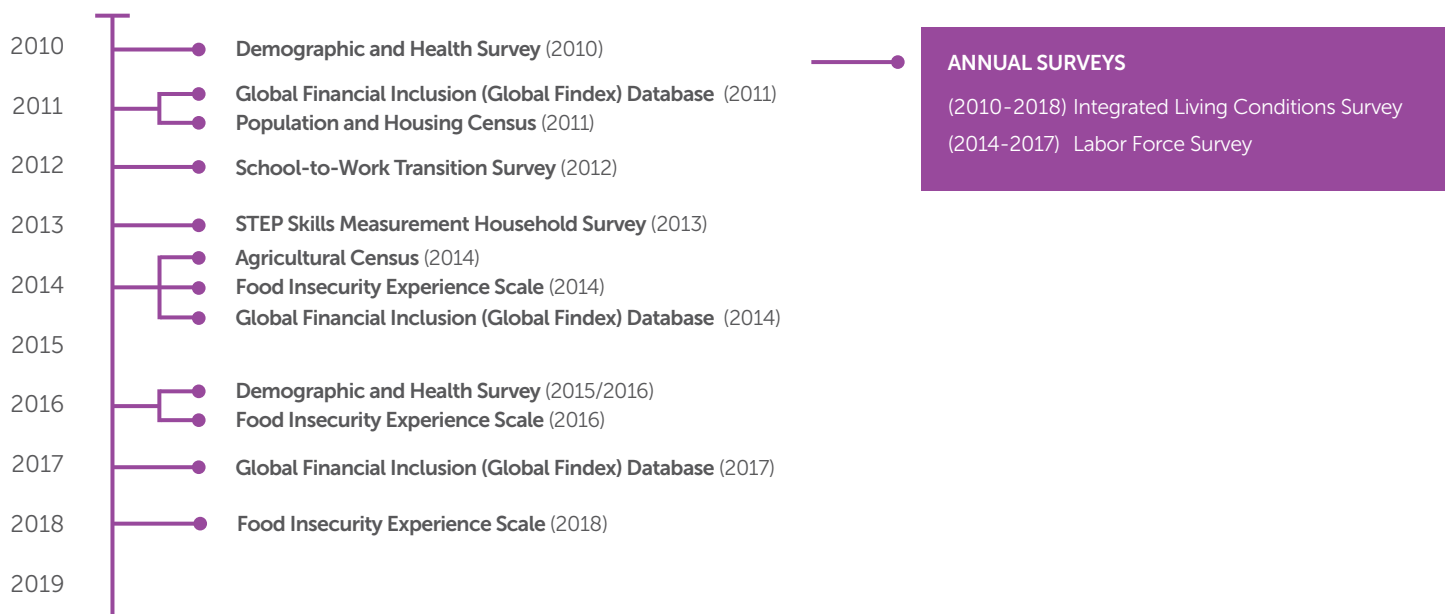 2010
Demographic and Health Survey (2010)
2011
Global Financial Inclusion (Global Findex) Database (2011)
Population and Housing Census (2011)
2012
School-to-Work Transition Survey (2012)
2013
STEP Skills Measurement Household Survey (2013)
2014
Agricultural Census (2014)
Food Insecurity Experience Scale (2014)
Global Financial Inclusion (Global Findex) Database (2014)
2015
2016
Demographic and Health Survey (2015/2016)
Food Insecurity Experience Scale (2016)
2017
Global Financial Inclusion (Global Findex) Database (2017)
2018
Food Insecurity Experience Scale (2018)
2019
ANNUAL SURVEYS
(2010-2018) Integrated Living Conditions Survey
(2014-2017) Labor Force Survey